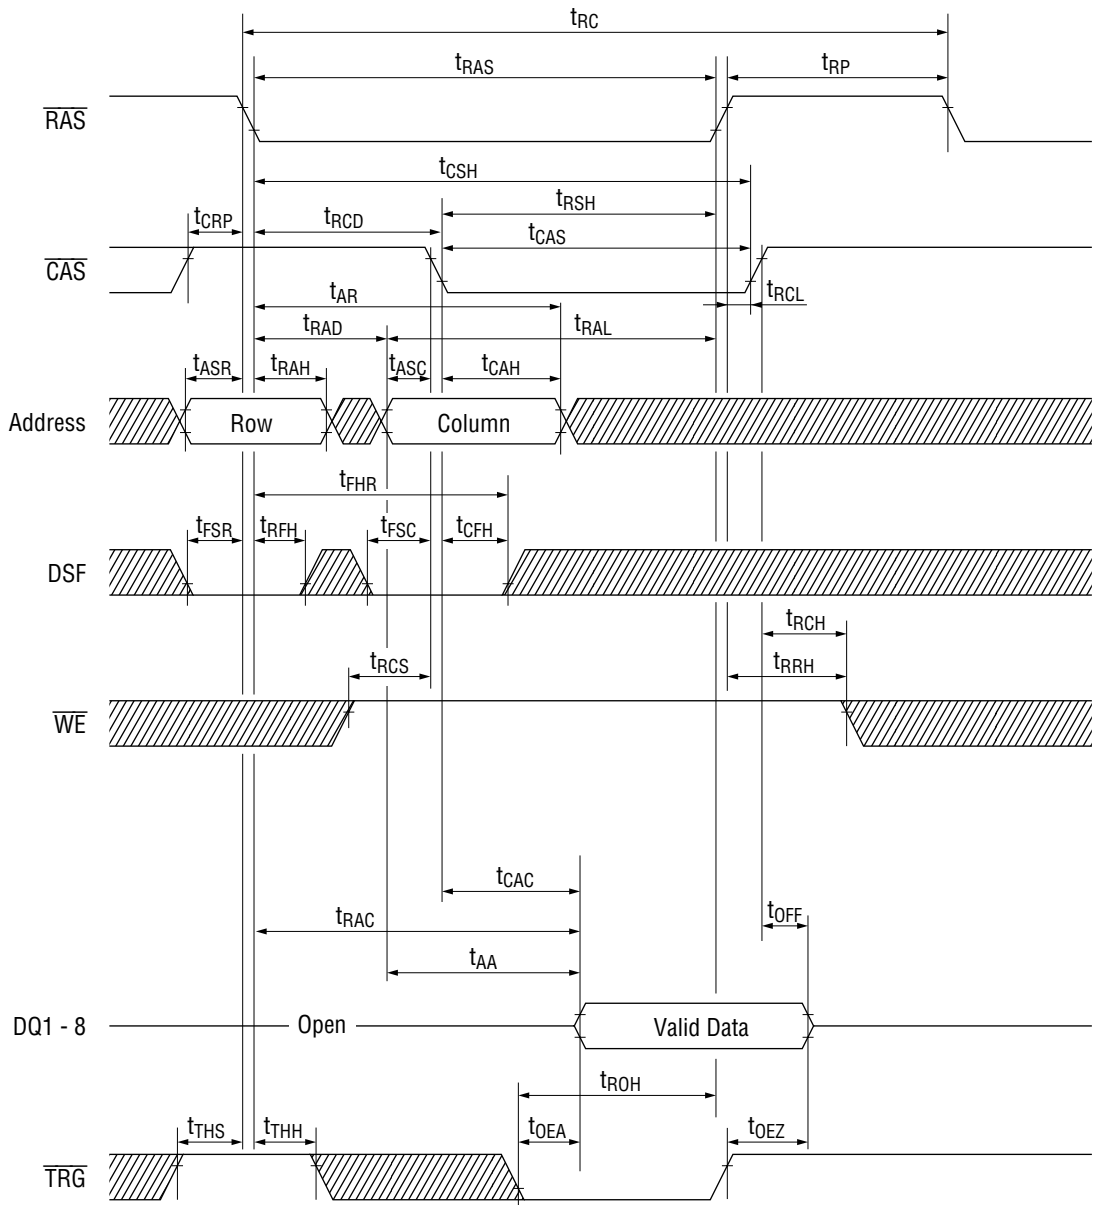 tRC
tRAS
tRP
RAS
tCSH
tRSH
tCRP
tRCD
tCAS
CAS
tRCL
tAR
tRAD
tRAL
tASR
tRAH
tASC
tCAH
Address
Row
Column
tFHR
tFSR
tRFH
tFSC
tCFH
DSF
tRCH
tRCS
tRRH
WE
tCAC
tRAC
tOFF
tAA
DQ1 - 8
Open
Valid Data
tROH
tTHS
tTHH
tOEA
tOEZ
TRG